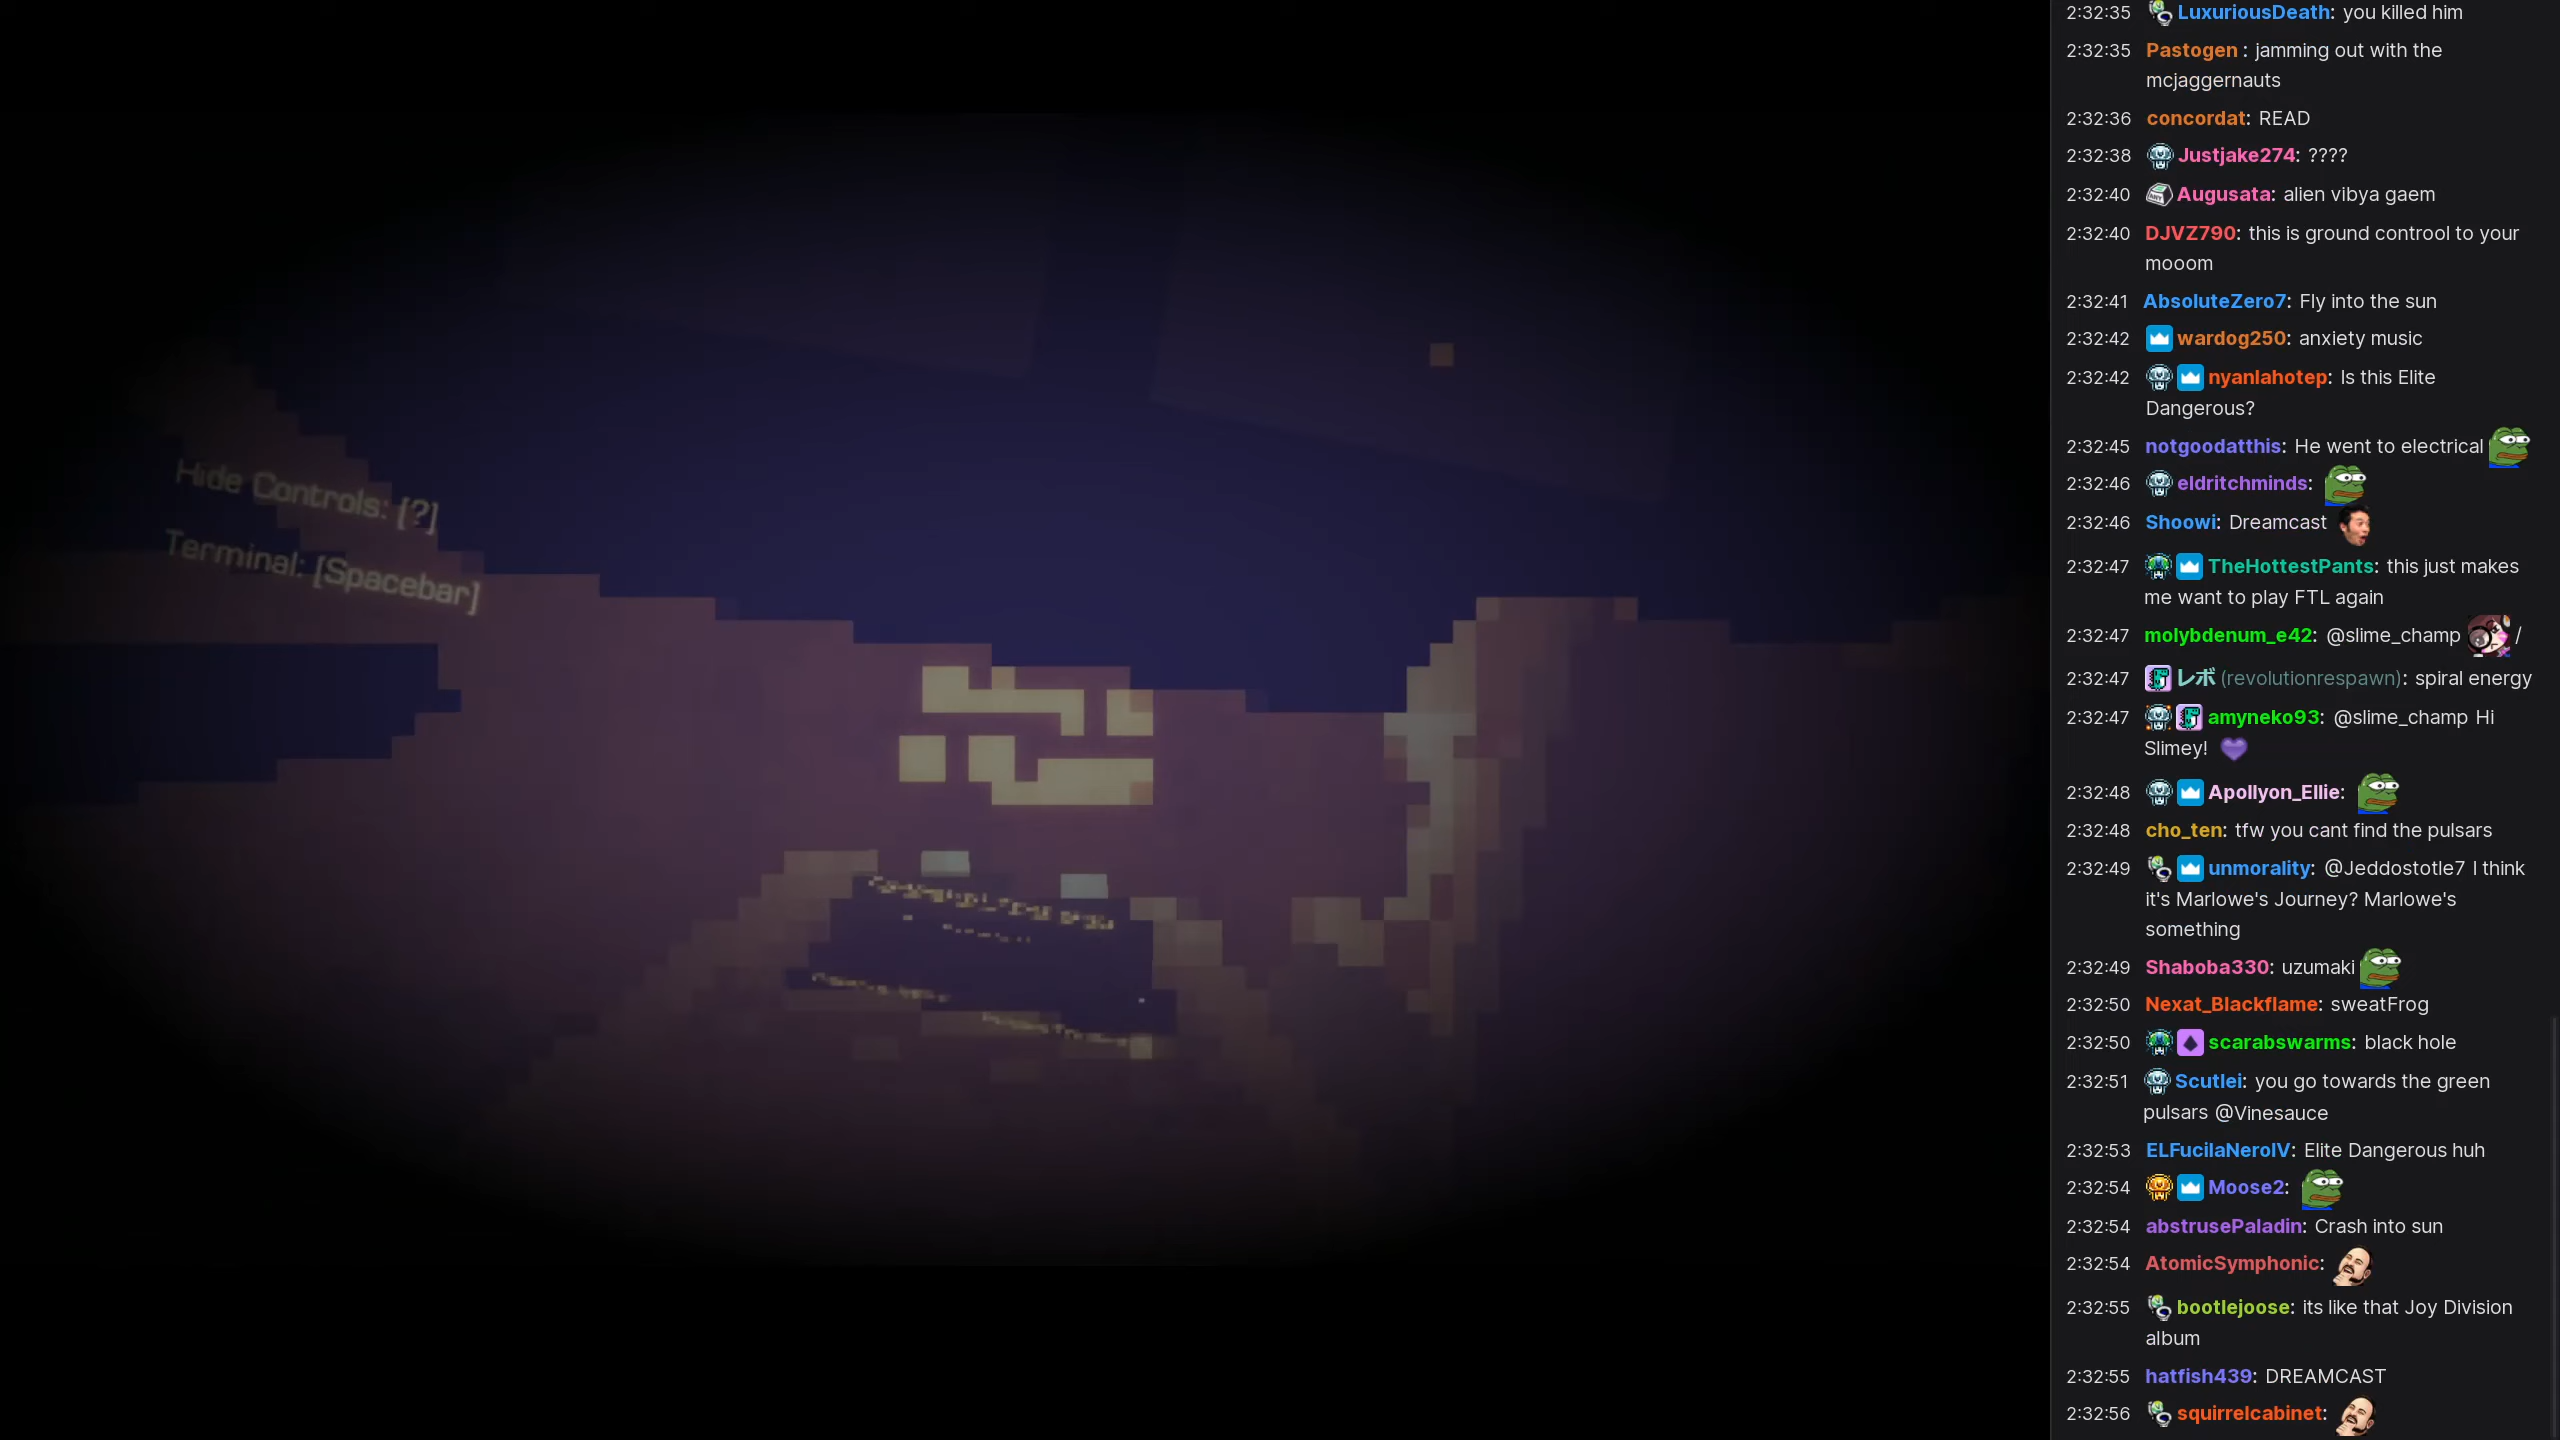 Hide Controls: [?]
Terminal: [Spacebar]
2:32:35 LuxuriousDeath: you killed him
2:32:35 Pastogen : jamming out with the
mcjaggernauts
2:32:36 concordat: READ
2:32:38 Justjake274: ????
2:32:40 Augusata: alien vibya gaem
2:32:40 DJVZ790: this is ground controol to your
mooom
2:32:41 AbsoluteZero7: Fly into the sun
2:32:42 wardog250: anxiety music
2:32:42 nyanlahotep: Is this Elite
Dangerous?
2:32:45 notgoodatthis: He went to electrical
2:32:46 eldritchminds:
2:32:46 Shoowi: Dreamcast
2:32:47 TheHottestPants: this just makes
me want to play FTL again
2:32:47 molybdenum_e42: @slime_champ /
2:32:47 レボ (revolutionrespawn): spiral energy
2:32:47 amyneko93: @slime_champ Hi
Slimey!
2:32:48 Apollyon_Ellie:
2:32:48 cho_ten: tfw you cant find the pulsars
2:32:49 unmorality: @Jeddostotle7 I think
it's Marlowe's Journey? Marlowe's
something
2:32:49 Shaboba330: uzumaki
2:32:50 Nexat_Blackflame: sweatFrog
2:32:50 scarabswarms: black hole
2:32:51 Scutlei: you go towards the green
pulsars @Vinesauce
2:32:53 ELFucilaNeroIV: Elite Dangerous huh
2:32:54 Moose2:
2:32:54 abstrusePaladin: Crash into sun
2:32:54 AtomicSymphonic:
2:32:55 bootlejoose: its like that Joy Division
album
2:32:55 hatfish439: DREAMCAST
2:32:56 squirrelcabinet: